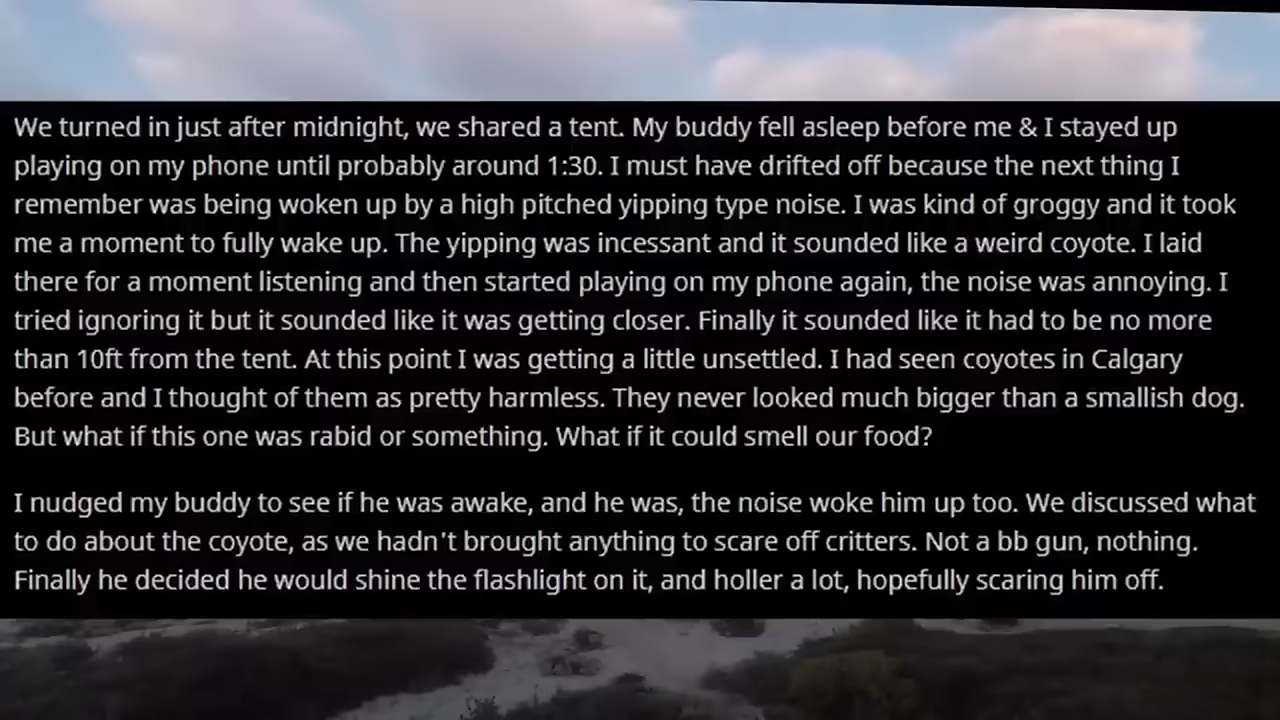 We turned in just after midnight, we shared a tent. My buddy fell asleep before me & I stayed up
playing on my phone until probably around 1:30. I must have drifted off because the next thing I
remember was being woken up by a high pitched yipping type noise. I was kind of groggy and it took
me a moment to fully wake up. The yipping was incessant and it sounded like a weird coyote. I laid
there for a moment listening and then started playing on my phone again, the noise was annoying. I
tried ignoring it but it sounded like it was getting closer. Finally it sounded like it had to be no more
than 10ft from the tent. At this point I was getting a little unsettled. I had seen coyotes in Calgary
before and I thought of them as pretty harmless. They never looked much bigger than a smallish dog.
But what if this one was rabid or something. What if it could smell our food?
I nudged my buddy to see if he was awake, and he was, the noise woke him up too. We discussed what
to do about the coyote, as we hadn't brought anything to scare off critters. Not a bb gun, nothing.
Finally he decided he would shine the flashlight on it, and holler a lot, hopefully scaring him off.